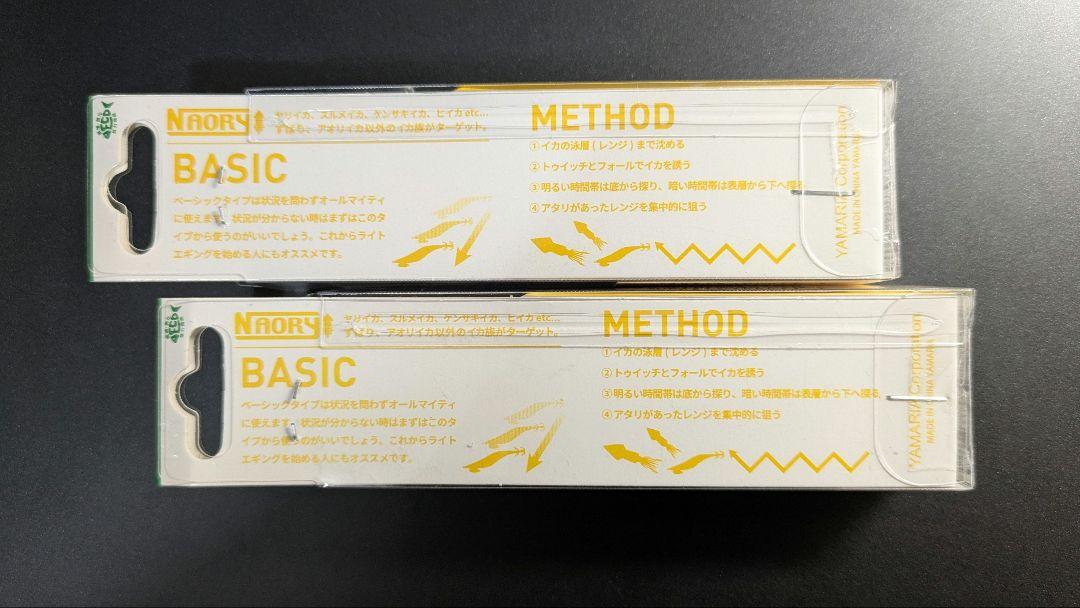 NAORY
ヤリイカ、スルメイカ、ケンサキイカ、ヒイカ etc...
ずばり、アオリイカ以外のイカ族がターゲット。
BASIC
ベーシックタイプは状況を問わずオールマイティ
に使えます。状況が分からない時はまずはこのタ
イプから使うのがいいでしょう。これからライト
エギングを始める人にもオススメです。
METHOD
①イカの泳層(レンジ)まで沈める
②トゥイッチとフォールでイカを誘う
③明るい時間帯は底から探り、暗い時間帯は表層から下へ探る
④アタリがあったレンジを集中的に狙う
YAMARIA Corporation
MADE IN CHINA YAMARIA
ECO
NAORY
ヤリイカ、スルメイカ、ケンサキイカ、ヒイカ etc...
ずばり、アオリイカ以外のイカ族がターゲット。
BASIC
ベーシックタイプは状況を問わずオールマイティ
に使えます。状況が分からない時はまずはこのタ
イプから使うのがいいでしょう。これからライト
エギングを始める人にもオススメです。
METHOD
①イカの泳層(レンジ)まで沈める
②トゥイッチとフォールでイカを誘う
③明るい時間帯は底から探り、暗い時間帯は表層から下へ探る
④アタリがあったレンジを集中的に狙う
YAMARIA Corporation
MADE IN CHINA YAMARIA
ECO